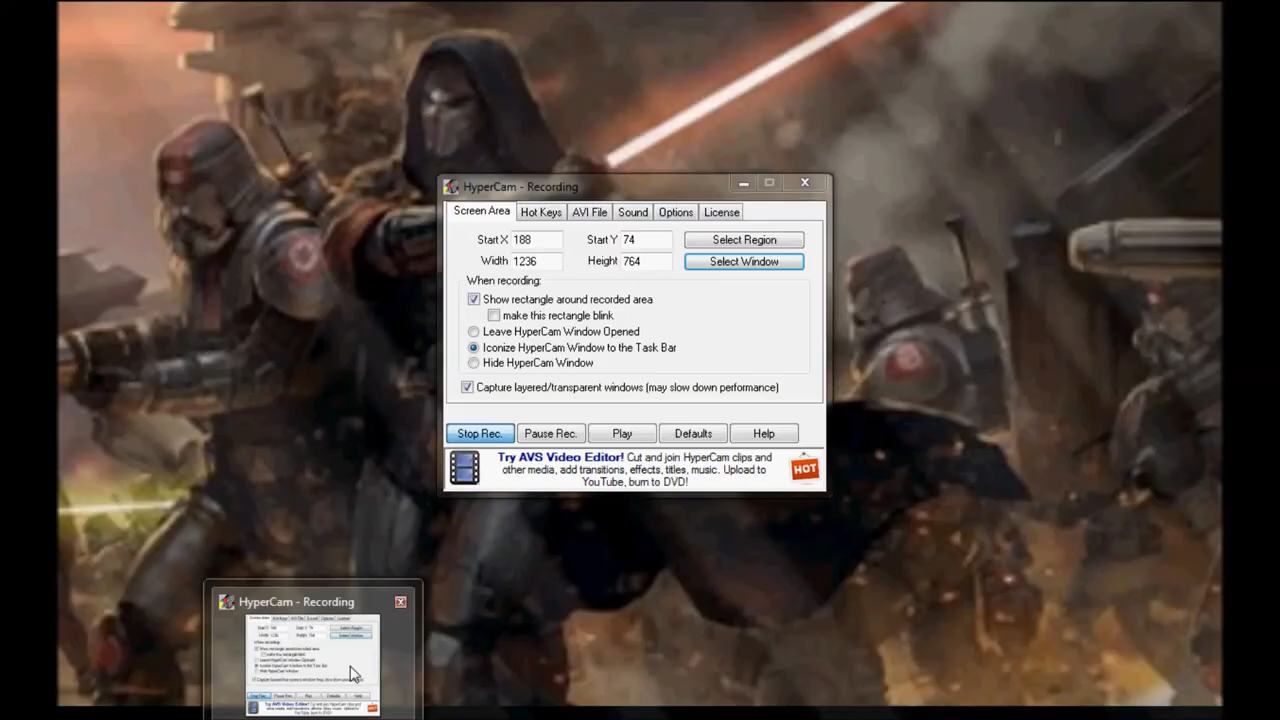 HyperCam - Recording
Screen Area Hot Keys AVI File Sound Options License
Start X 188 Start Y 74 Select Region
Width 1236 Height 764 Select Window
When recording:
Show rectangle around recorded area
make this rectangle blink
Leave HyperCam Window Opened
Iconize HyperCam Window to the Task Bar
Hide HyperCam Window
Capture layered/transparent windows (may slow down performance)
Stop Rec. Pause Rec. Play Defaults Help
Try AVS Video Editor! Cut and join HyperCam clips and
other media, add transitions, effects, titles, music. Upload to
YouTube, burn to DVD!
HOT
HyperCam - Recording